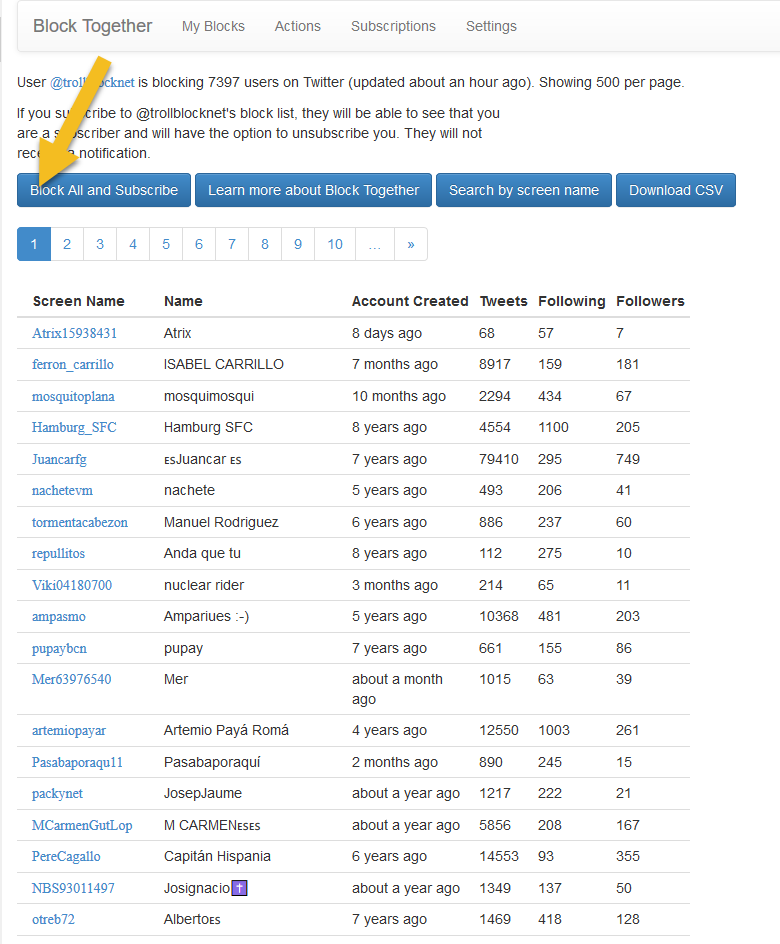 Block Together My Blocks Actions Subscriptions Settings
User @trollblocknet is blocking 7397 users on Twitter (updated about an hour ago). Showing 500 per page.
If you subscribe to @trollblocknet's block list, they will be able to see that you
are a subscriber and will have the option to unsubscribe you. They will not
receive a notification.
Block All and Subscribe Learn more about Block Together Search by screen name Download CSV
1 2 3 4 5 6 7 8 9 10 … »
Screen Name Name Account Created Tweets Following Followers
Atrix15938431 Atrix 8 days ago 68 57 7
ferron_carrillo ISABEL CARRILLO 7 months ago 8917 159 181
mosquitoplana mosquimosqui 10 months ago 2294 434 67
Hamburg_SFC Hamburg SFC 8 years ago 4554 1100 205
Juancarfg ᴇsJuancar ᴇs 7 years ago 79410 295 749
nachetevm nachete 5 years ago 493 206 41
tormentacabezon Manuel Rodriguez 6 years ago 886 237 60
repullitos Anda que tu 8 years ago 112 275 10
Viki04180700 nuclear rider 3 months ago 214 65 11
ampasmo Ampariues :-) 5 years ago 10368 481 203
pupaybcn pupay 7 years ago 661 155 86
Mer63976540 Mer about a month 1015 63 39
ago
artemiopayar Artemio Payá Romá 4 years ago 12550 1003 261
Pasabaporaqu11 Pasabaporaquí 2 months ago 890 245 15
packynet JosepJaume about a year ago 1217 222 21
MCarmenGutLop M CARMENᴇsᴇs about a year ago 5856 208 167
PereCagallo Capitán Hispania 6 years ago 14553 93 355
NBS93011497 Josignacio✝️ about a year ago 1349 137 50
otreb72 Albertoᴇs 7 years ago 1469 418 128